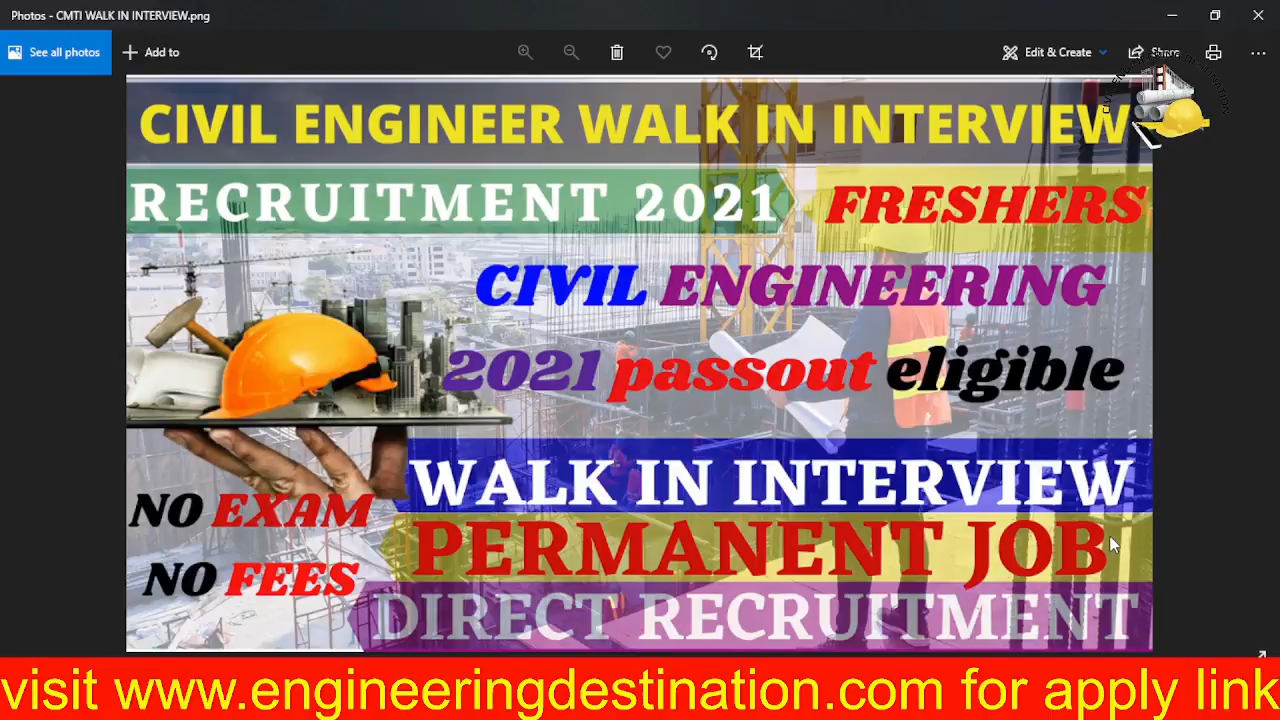 Photos - CMTI WALK IN INTERVIEW.png
See all photos
Add to
Edit & Create
Share
CIVIL ENGINEER WALK IN INTERVIEW
RECRUITMENT 2021
FRESHERS
CIVIL ENGINEERING
2021 passout eligible
WALK IN INTERVIEW
NO EXAM
PERMANENT JOB
NO FEES
DIRECT RECRUITMENT
visit www.engineeringdestination.com for apply link